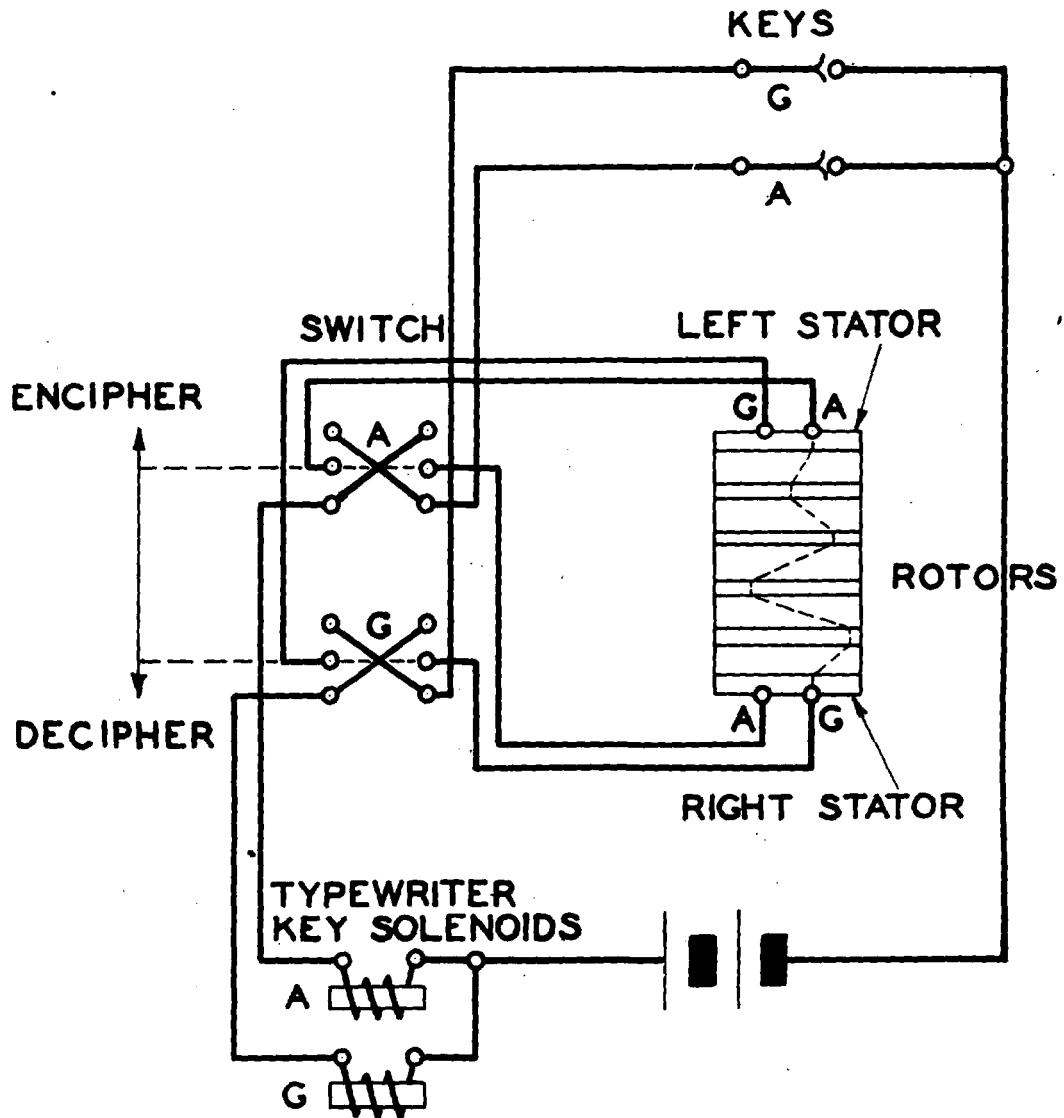 KEYS
G
A
SWITCH
LEFT STATOR
ENCIPHER
G A
A
ROTORS
G
DECIPHER
A G
RIGHT STATOR
TYPEWRITER
KEY SOLENOIDS
A
G